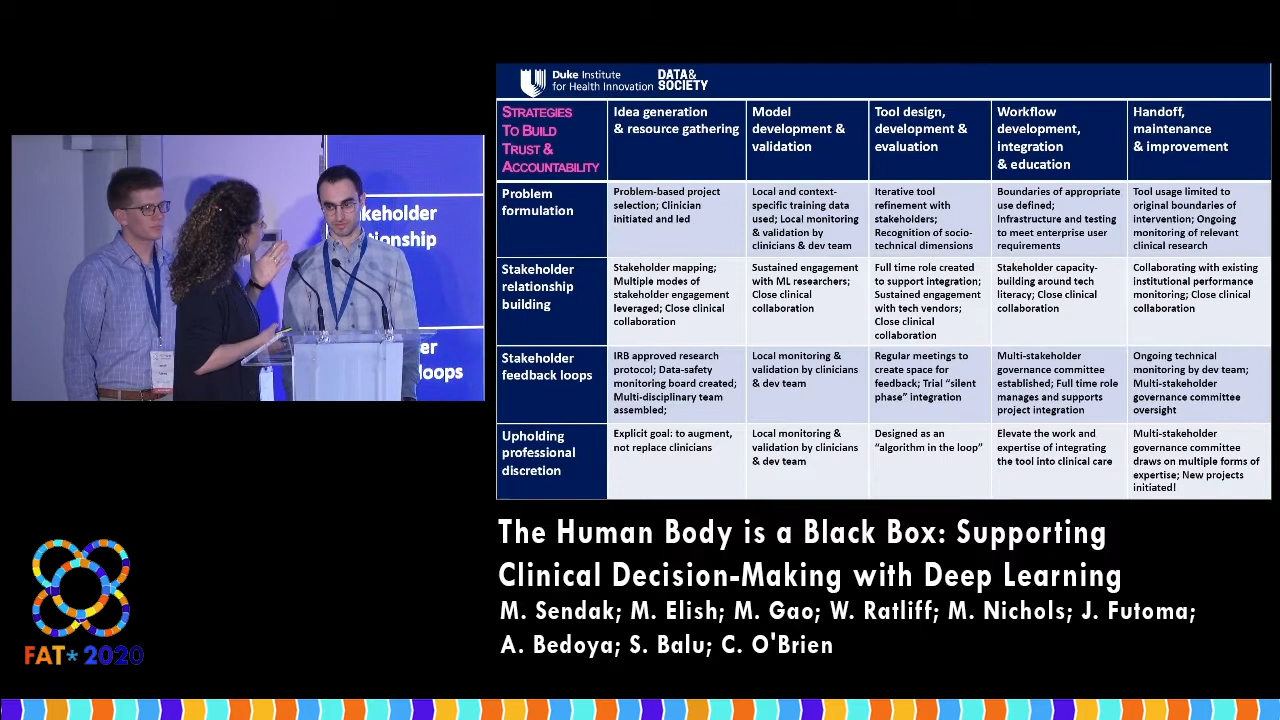 Duke Institute
for Health Innovation
DATA&
SOCIETY
STRATEGIES
TO BUILD
TRUST &
ACCOUNTABILITY
Idea generation
& resource gathering
Model
development &
validation
Tool design,
development &
evaluation
Workflow
development,
integration
& education
Handoff,
maintenance
& improvement
Problem
formulation
Problem-based project
selection; Clinician
initiated and led
Local and context-
specific training data
used; Local monitoring
& validation by
clinicians & dev team
Iterative tool
refinement with
stakeholders;
Recognition of socio-
technical dimensions
Boundaries of appropriate
use defined;
Infrastructure and testing
to meet enterprise user
requirements
Tool usage limited to
original boundaries of
intervention; Ongoing
monitoring of relevant
clinical research
Stakeholder
relationship
building
Stakeholder mapping;
Multiple modes of
stakeholder engagement
leveraged; Close clinical
collaboration
Sustained engagement
with ML researchers;
Close clinical
collaboration
Full time role created
to support integration;
Sustained engagement
with tech vendors;
Close clinical
collaboration
Stakeholder capacity-
building around tech
literacy; Close clinical
collaboration
Collaborating with existing
institutional performance
monitoring; Close clinical
collaboration
Stakeholder
feedback loops
IRB approved research
protocol; Data-safety
monitoring board created;
Multi-disciplinary team
assembled;
Local monitoring &
validation by clinicians
& dev team
Regular meetings to
create space for
feedback; Trial “silent
phase” integration
Multi-stakeholder
governance committee
established; Full time role
manages and supports
project integration
Ongoing technical
monitoring by dev team;
Multi-stakeholder
governance committee
oversight
Upholding
professional
discretion
Explicit goal: to augment,
not replace clinicians
Local monitoring &
validation by clinicians
& dev team
Designed as an
“algorithm in the loop”
Elevate the work and
expertise of integrating
the tool into clinical care
Multi-stakeholder
governance committee
draws on multiple forms of
expertise; New projects
initiated!
keholder
onship
er
loops
The Human Body is a Black Box: Supporting
Clinical Decision-Making with Deep Learning
M. Sendak; M. Elish; M. Gao; W. Ratliff; M. Nichols; J. Futoma;
A. Bedoya; S. Balu; C. O'Brien
FAT* 2020